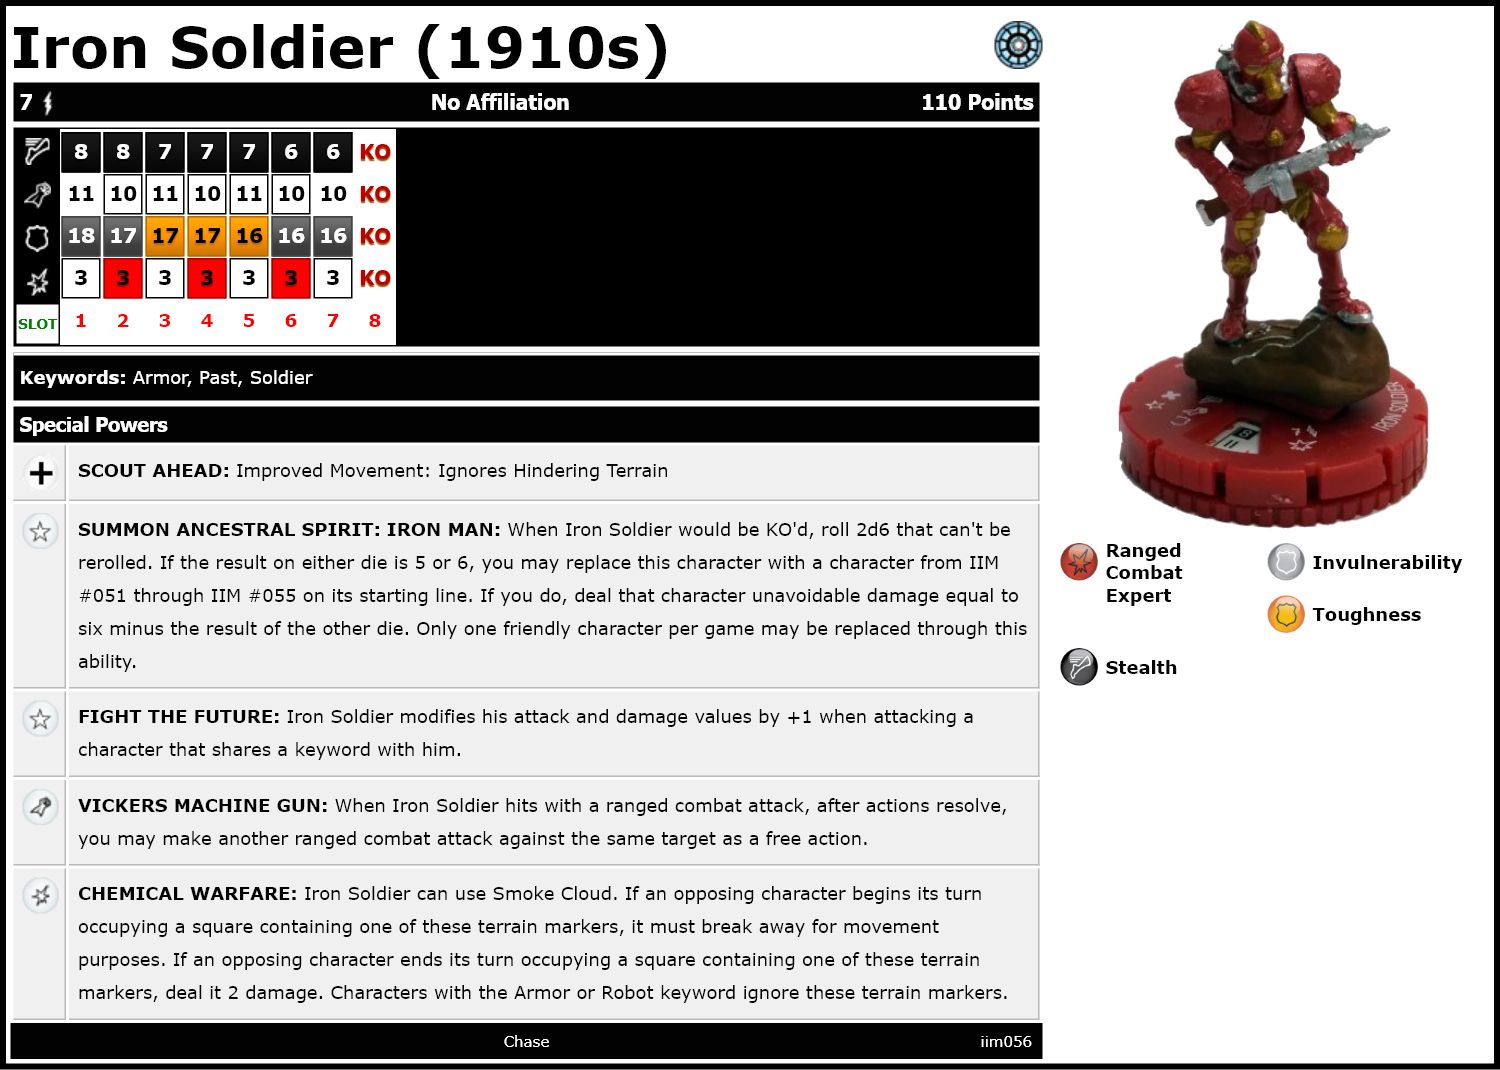 Iron Soldier (1910s)
7 No Affiliation 110 Points
8 8 7 7 7 6 6 KO
11 10 11 10 11 10 10 KO
18 17 17 17 16 16 16 KO
3 3 3 3 3 3 3 KO
SLOT 1 2 3 4 5 6 7 8
Keywords: Armor, Past, Soldier
Special Powers
SCOUT AHEAD: Improved Movement: Ignores Hindering Terrain
SUMMON ANCESTRAL SPIRIT: IRON MAN: When Iron Soldier would be KO'd, roll 2d6 that can't be
rerolled. If the result on either die is 5 or 6, you may replace this character with a character from IIM
#051 through IIM #055 on its starting line. If you do, deal that character unavoidable damage equal to
six minus the result of the other die. Only one friendly character per game may be replaced through this
ability.
FIGHT THE FUTURE: Iron Soldier modifies his attack and damage values by +1 when attacking a
character that shares a keyword with him.
VICKERS MACHINE GUN: When Iron Soldier hits with a ranged combat attack, after actions resolve,
you may make another ranged combat attack against the same target as a free action.
CHEMICAL WARFARE: Iron Soldier can use Smoke Cloud. If an opposing character begins its turn
occupying a square containing one of these terrain markers, it must break away for movement
purposes. If an opposing character ends its turn occupying a square containing one of these terrain
markers, deal it 2 damage. Characters with the Armor or Robot keyword ignore these terrain markers.
Chase iim056
IRON SOLDIER
8
11
Ranged
Combat
Expert
Invulnerability
Toughness
Stealth